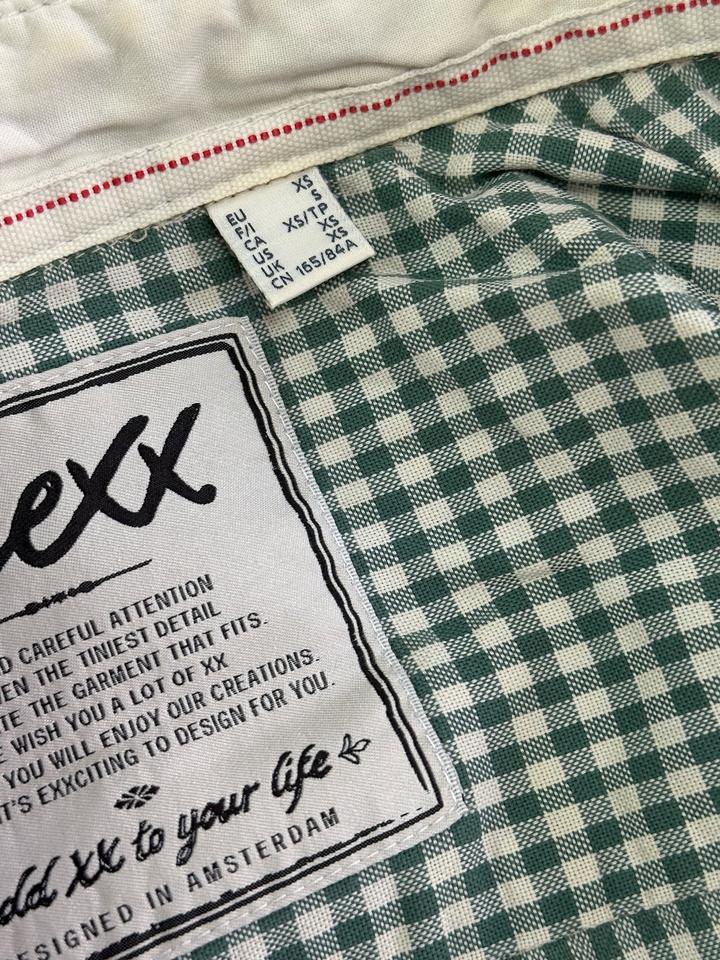 EU XS
F/I S
CA XS/TP
US XS
UK XS
CN 165/84A
exx
D CAREFUL ATTENTION
EN THE TINIEST DETAIL
TE THE GARMENT THAT FITS.
E WISH YOU A LOT OF XX
YOU WILL ENJOY OUR CREATIONS.
IT'S EXXCITING TO DESIGN FOR YOU.
dd xx to your life
ESIGNED IN AMSTERDAM